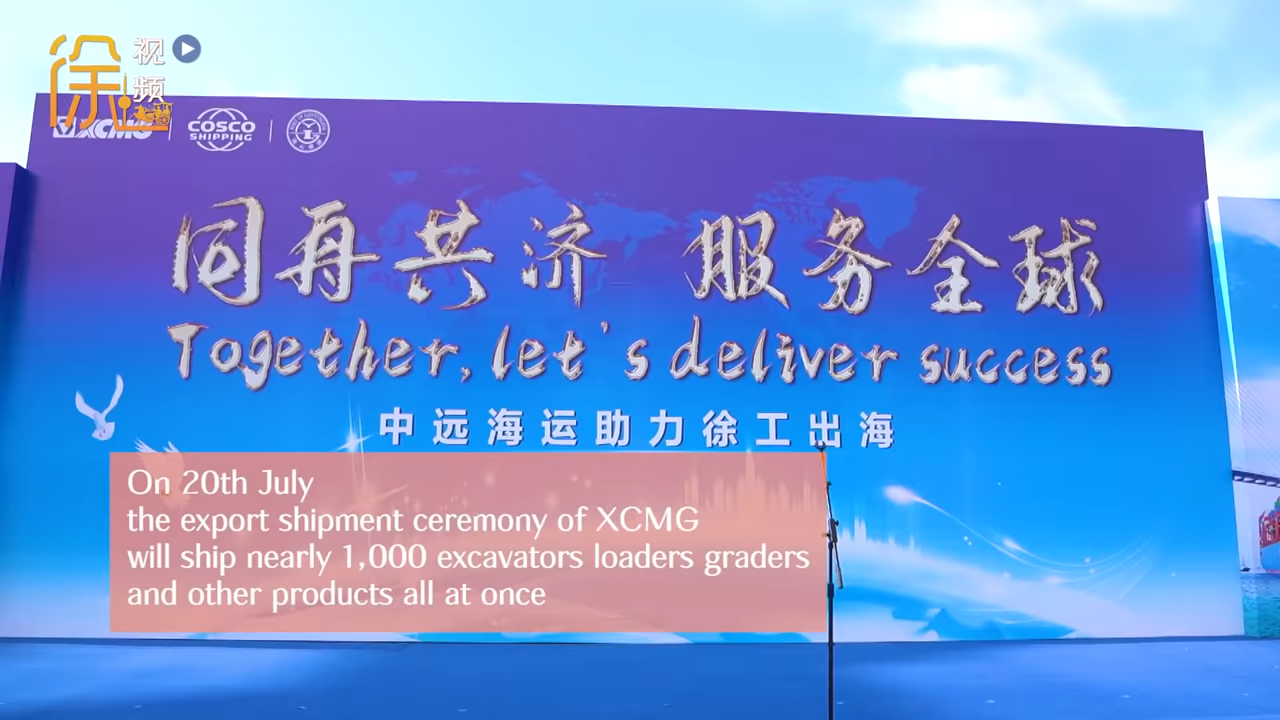 徐
视
频
XCMG
COSCO
SHIPPING
同舟共济 服务全球
Together, let's deliver success
中远海运助力徐工出海
On 20th July
the export shipment ceremony of XCMG
will ship nearly 1,000 excavators loaders graders
and other products all at once